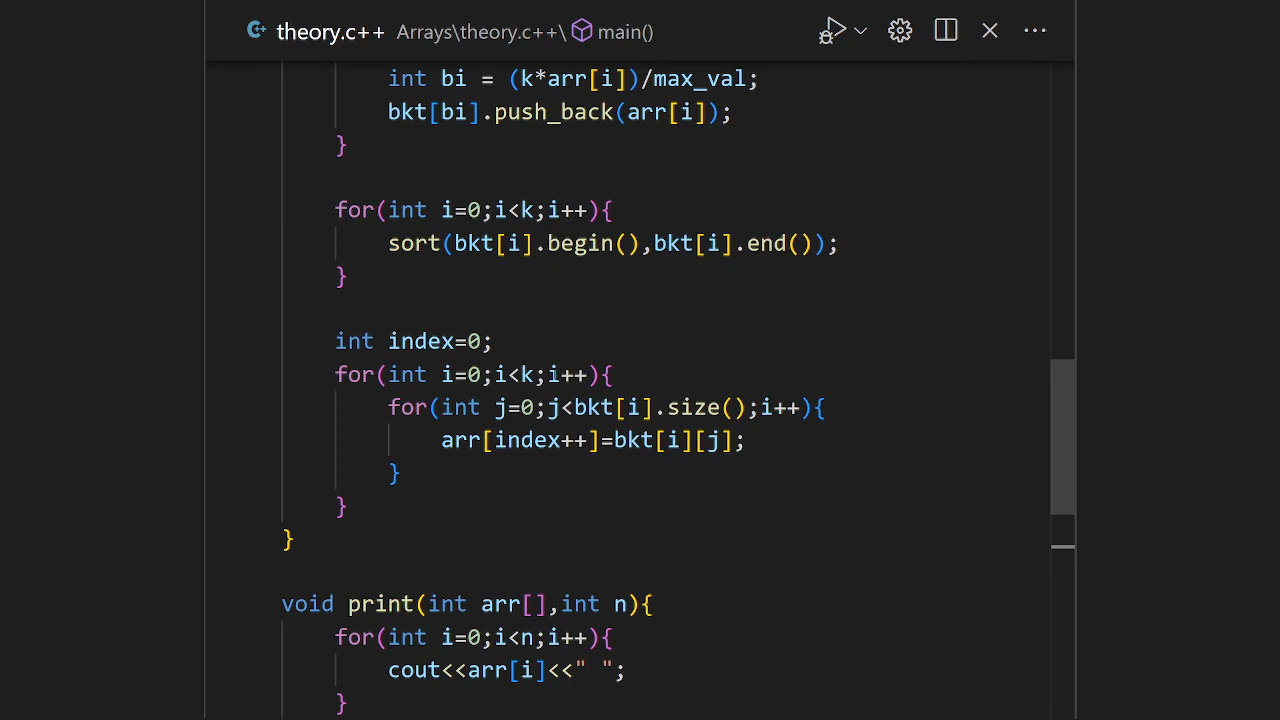 theory.c++ Arrays\theory.c++\ main()
int bi = (k*arr[i])/max_val;
bkt[bi].push_back(arr[i]);
}
for(int i=0;i<k;i++){
sort(bkt[i].begin(),bkt[i].end());
}
int index=0;
for(int i=0;i<k;i++){
for(int j=0;j<bkt[i].size();i++){
arr[index++]=bkt[i][j];
}
}
}
void print(int arr[],int n){
for(int i=0;i<n;i++){
cout<<arr[i]<<" ";
}